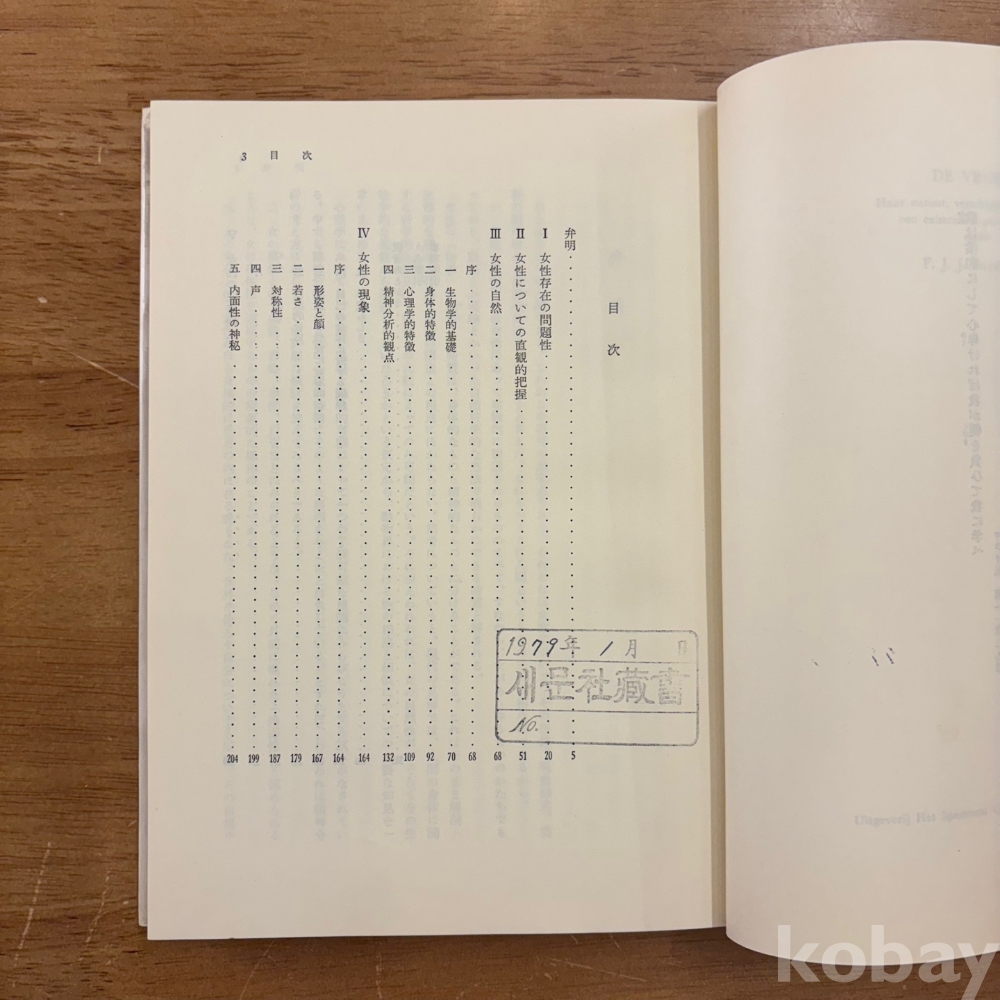 3 目次
目次
弁明 5
Ⅰ 女性存在の問題性 20
Ⅱ 女性についての直観的把握 51
Ⅲ 女性の自然 68
序 68
一 生物学的基礎 70
二 身体的特徴 92
三 心理学的特徴 109
四 精神分析的観点 132
Ⅳ 女性の現象 164
序 164
一 形姿と顔 167
二 若さ 179
三 対称性 187
四 声 199
五 内面性の神秘 204
1979年 1月 日
새문社藏書
No.
kobay